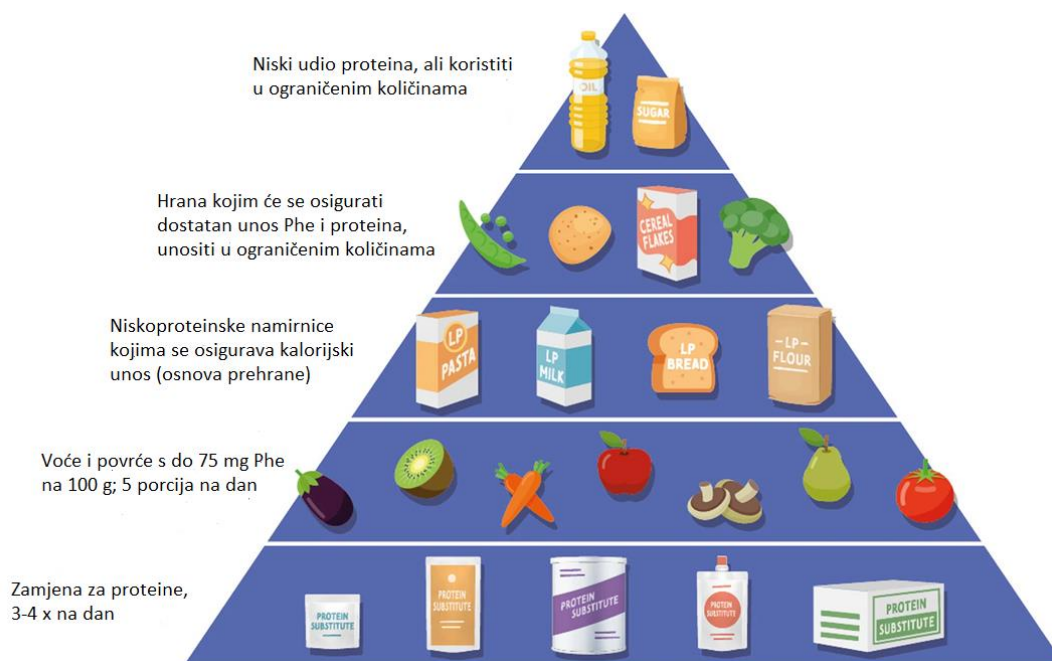 Niski udio proteina, ali koristiti
u ograničenim količinama
OIL
SUGAR
Hrana kojim će se osigurati
dostatan unos Phe i proteina,
unositi u ograničenim količinama
CEREAL
FLAKES
Niskoproteinske namirnice
kojima se osigurava kalorijski
unos (osnova prehrane)
LP
PASTA
LP
MILK
LP
BREAD
LP
FLOUR
Voće i povrće s do 75 mg Phe
na 100 g; 5 porcija na dan
Zamjena za proteine,
3-4 x na dan
PROTEIN
SUBSTITUTE
PROTEIN
SUBSTITUTE
PROTEIN
SUBSTITUTE
PROTEIN
SUBSTITUTE
PROTEIN
SUBSTITUTE